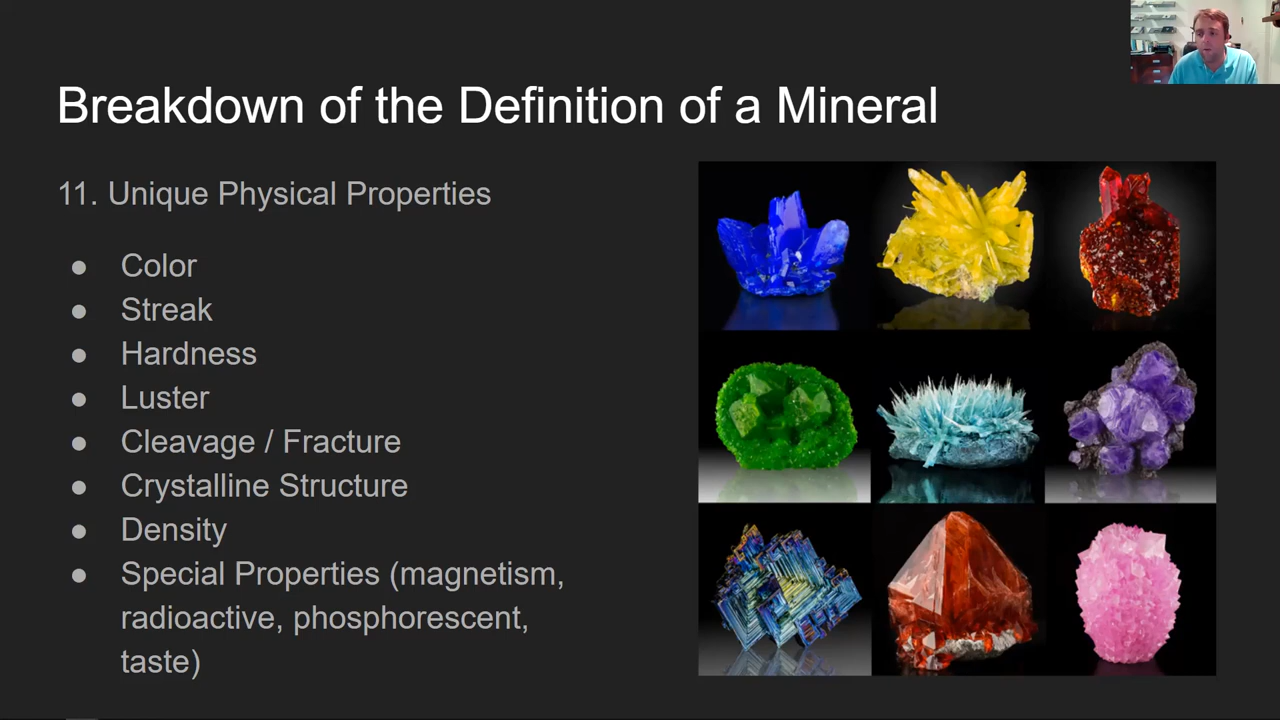 Breakdown of the Definition of a Mineral
11. Unique Physical Properties
● Color
● Streak
● Hardness
● Luster
● Cleavage / Fracture
● Crystalline Structure
● Density
● Special Properties (magnetism,
radioactive, phosphorescent,
taste)